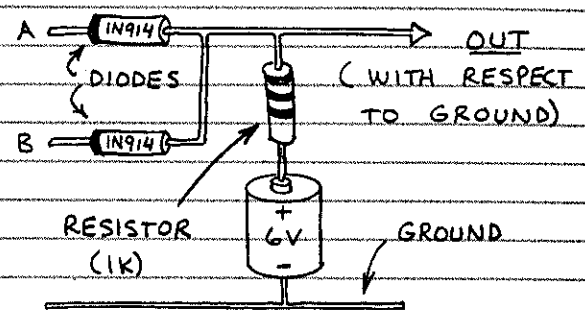 A 1N914 OUT
DIODES (WITH RESPECT
TO GROUND)
B 1N914
RESISTOR
(1K)
+
6V
-
GROUND